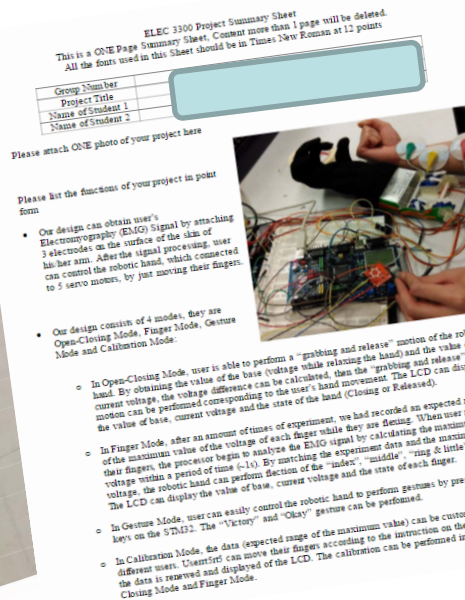 ELEC 3300 Project Summary Sheet
This is a ONE Page Summary Sheet, Content more than 1 page will be deleted.
All the fonts used in this Sheet should be in Times New Roman at 12 points
Group Number
Project Title
Name of Student 1
Name of Student 2
Please attach ONE photo of your project here
Please list the functions of your project in point
form
• Our design can obtain user's
Electromyography (EMG) Signal by attaching
3 electrodes on the surface of the skin of
his/her arm. After the signal processing, user
can control the robotic hand, which connected
to 5 servo motors, by just moving their fingers.
• Our design consists of 4 modes, they are
Open-Closing Mode, Finger Mode, Gesture
Mode and Calibration Mode:
o In Open-Closing Mode, user is able to perform a "grabbing and release" motion of the
hand. By obtaining the value of the base (voltage while relaxing the hand) and the value
current voltage, the voltage difference can be calculated, then the "grabbing and release"
motion can be performed corresponding to the user's hand movement. The LCD can
the value of base, current voltage and the state of the hand (Closing or Released).
o In Finger Mode, after an amount of times of experiment, we had recorded an expected
of the maximum value of the voltage of each finger while they are flexing. When user
their fingers, the processor begin to analyze the EMG signal by calculating the
voltage within a period of time (~1s). By matching the experiment data and the
voltage, the robotic hand can perform flection of the "index", "middle", "ring & little"
The LCD can display the value of base, current voltage and the state of each finger.
o In Gesture Mode, user can easily control the robotic hand to perform gestures by
keys on the STM32. The "Victory" and "Okay" gesture can be performed.
o In Calibration Mode, the data (expected range of the maximum value) can be
different users. Userrt5rt5 can move their fingers according to the instruction on the
the data is renewed and displayed of the LCD. The calibration can be performed
Closing Mode and Finger Mode.